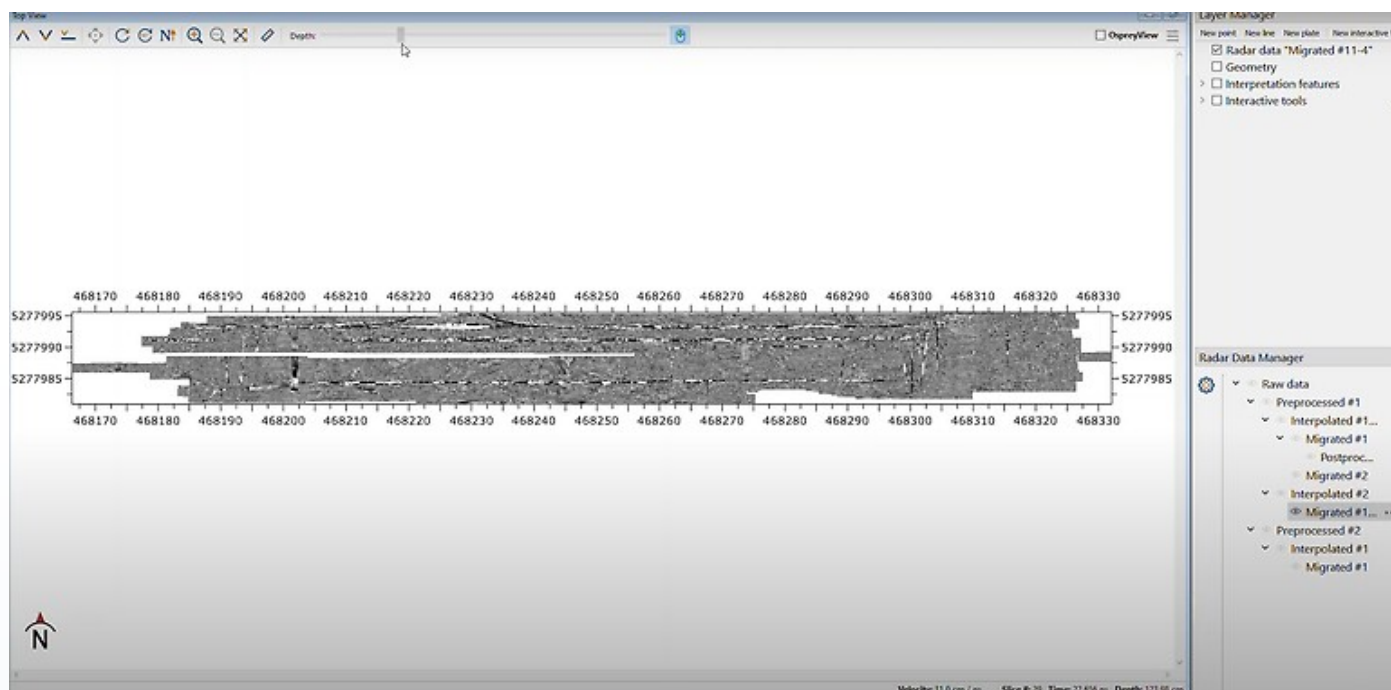 Top View
Layer Manager
Depth:
OspreyView
New point New line New plate New interactive
Radar data "Migrated #11-4"
Geometry
Interpretation features
Interactive tools
468170 468180 468190 468200 468210 468220 468230 468240 468250 468260 468270 468280 468290 468300 468310 468320 468330
5277995 5277995
5277990 5277990
5277985 5277985
468170 468180 468190 468200 468210 468220 468230 468240 468250 468260 468270 468280 468290 468300 468310 468320 468330
Radar Data Manager
Raw data
Preprocessed #1
Interpolated #1...
Migrated #1
Postproc...
Migrated #2
Interpolated #2
Migrated #1...
Preprocessed #2
Interpolated #1
Migrated #1
N